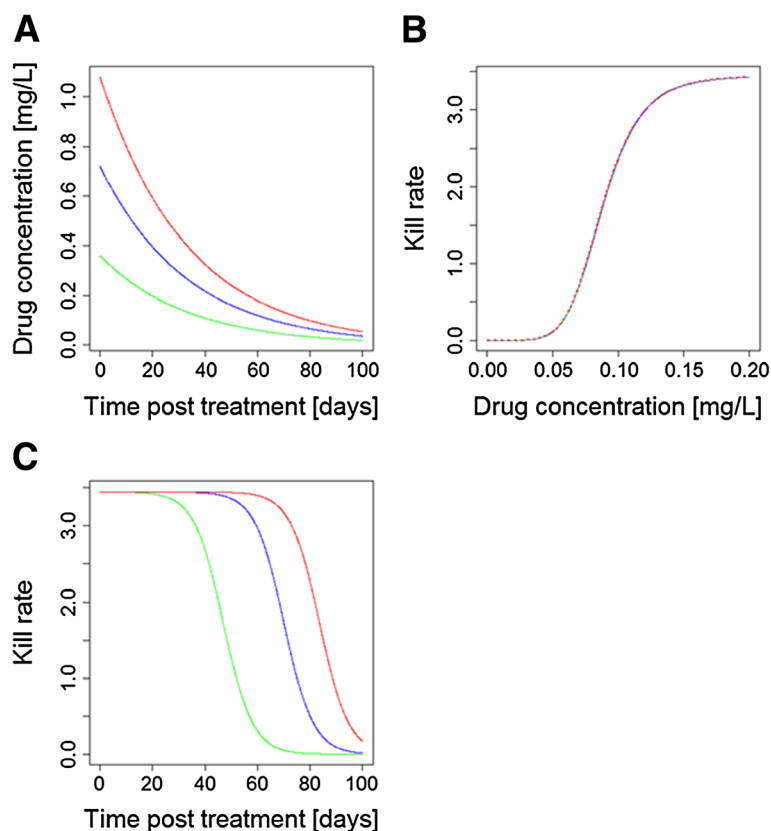 A
Drug concentration [mg/L]
1.0
0.8
0.6
0.4
0.2
0.0
0 20 40 60 80 100
Time post treatment [days]
B
Kill rate
3.0
2.0
1.0
0.0
0.00 0.05 0.10 0.15 0.20
Drug concentration [mg/L]
C
Kill rate
3.0
2.0
1.0
0.0
0 20 40 60 80 100
Time post treatment [days]